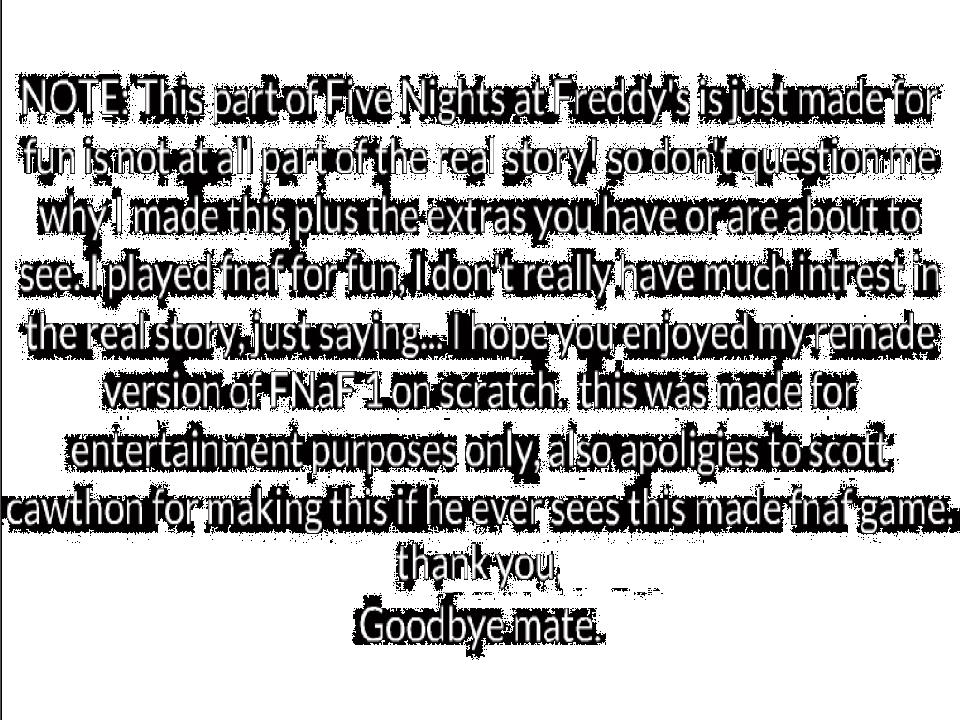 NOTE: This part of Five Nights at Freddy's is just made for
fun is not at all part of the real story! so don't question me
why I made this plus the extras you have or are about to
see. I played fnaf for fun, I don't really have much intrest in
the real story, just saying... I hope you enjoyed my remade
version of FNaF 1 on scratch. this was made for
entertainment purposes only, also apoligies to scott
cawthon for making this if he ever sees this made fnaf game.
thank you
Goodbye mate.